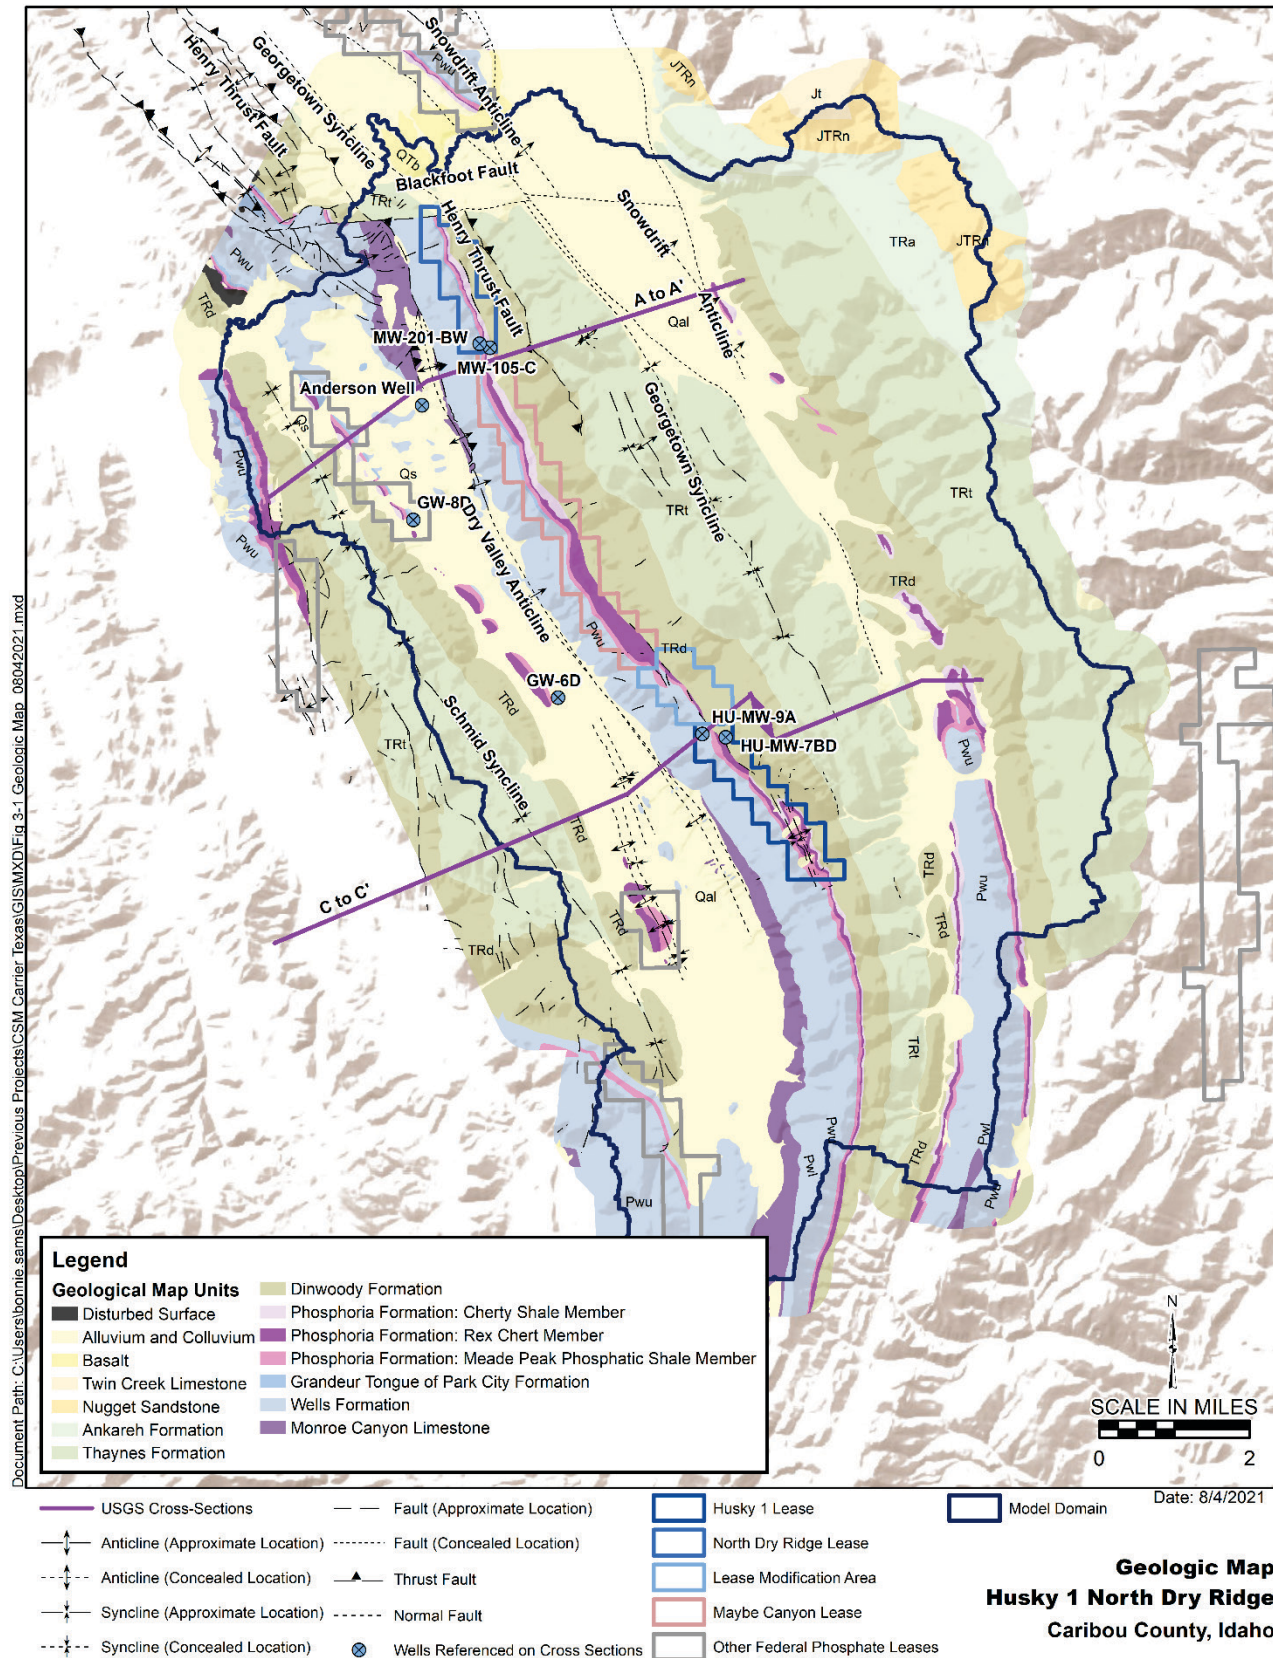 Document Path: C:\Users\bonnie.sams\Desktop\Previous Projects\CSM Carrier Texas\GIS\MXD\Fig 3-1 Geologic Map_08042021.mxd
Henry Thrust Fault
Georgetown Syncline
Snowdrift Anticline
Pwu
QTb
Blackfoot Fault
TRt
JTRn
Jt
JTRn
TRa
JTRn
Pwu
TRd
Henry Thrust Fault
Snowdrift
Anticline
A to A'
Qal
MW-201-BW
MW-105-C
Anderson Well
Qs
Qs
Pwu
Pwu
GW-8D
Dry Valley Anticline
Georgetown Syncline
TRt
TRt
TRd
Pwu
TRd
GW-6D
TRd
TRt
Schmid Syncline
HU-MW-9A
HU-MW-7BD
Pwu
C to C'
TRd
Qal
TRd
TRd
TRd
TRd
Pwu
TRt
TRd
Pwu
Pwl
Pwl
Pwu
Pwu
N
SCALE IN MILES
0 2
Legend
Geological Map Units
Disturbed Surface
Alluvium and Colluvium
Basalt
Twin Creek Limestone
Nugget Sandstone
Ankareh Formation
Thaynes Formation
Dinwoody Formation
Phosphoria Formation: Cherty Shale Member
Phosphoria Formation: Rex Chert Member
Phosphoria Formation: Meade Peak Phosphatic Shale Member
Grandeur Tongue of Park City Formation
Wells Formation
Monroe Canyon Limestone
USGS Cross-Sections
Anticline (Approximate Location)
Anticline (Concealed Location)
Syncline (Approximate Location)
Syncline (Concealed Location)
Fault (Approximate Location)
Fault (Concealed Location)
Thrust Fault
Normal Fault
Wells Referenced on Cross Sections
Husky 1 Lease
North Dry Ridge Lease
Lease Modification Area
Maybe Canyon Lease
Other Federal Phosphate Leases
Model Domain
Date: 8/4/2021
Geologic Map
Husky 1 North Dry Ridge
Caribou County, Idaho